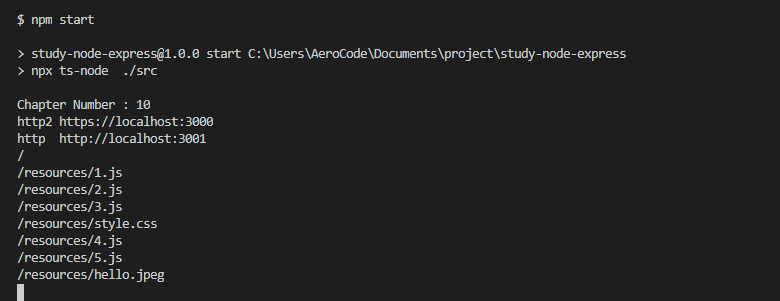 $ npm start
> study-node-express@1.0.0 start C:\Users\AeroCode\Documents\project\study-node-express
> npx ts-node  ./src
Chapter Number : 10
http2 https://localhost:3000
http  http://localhost:3001
/
/resources/1.js
/resources/2.js
/resources/3.js
/resources/style.css
/resources/4.js
/resources/5.js
/resources/hello.jpeg